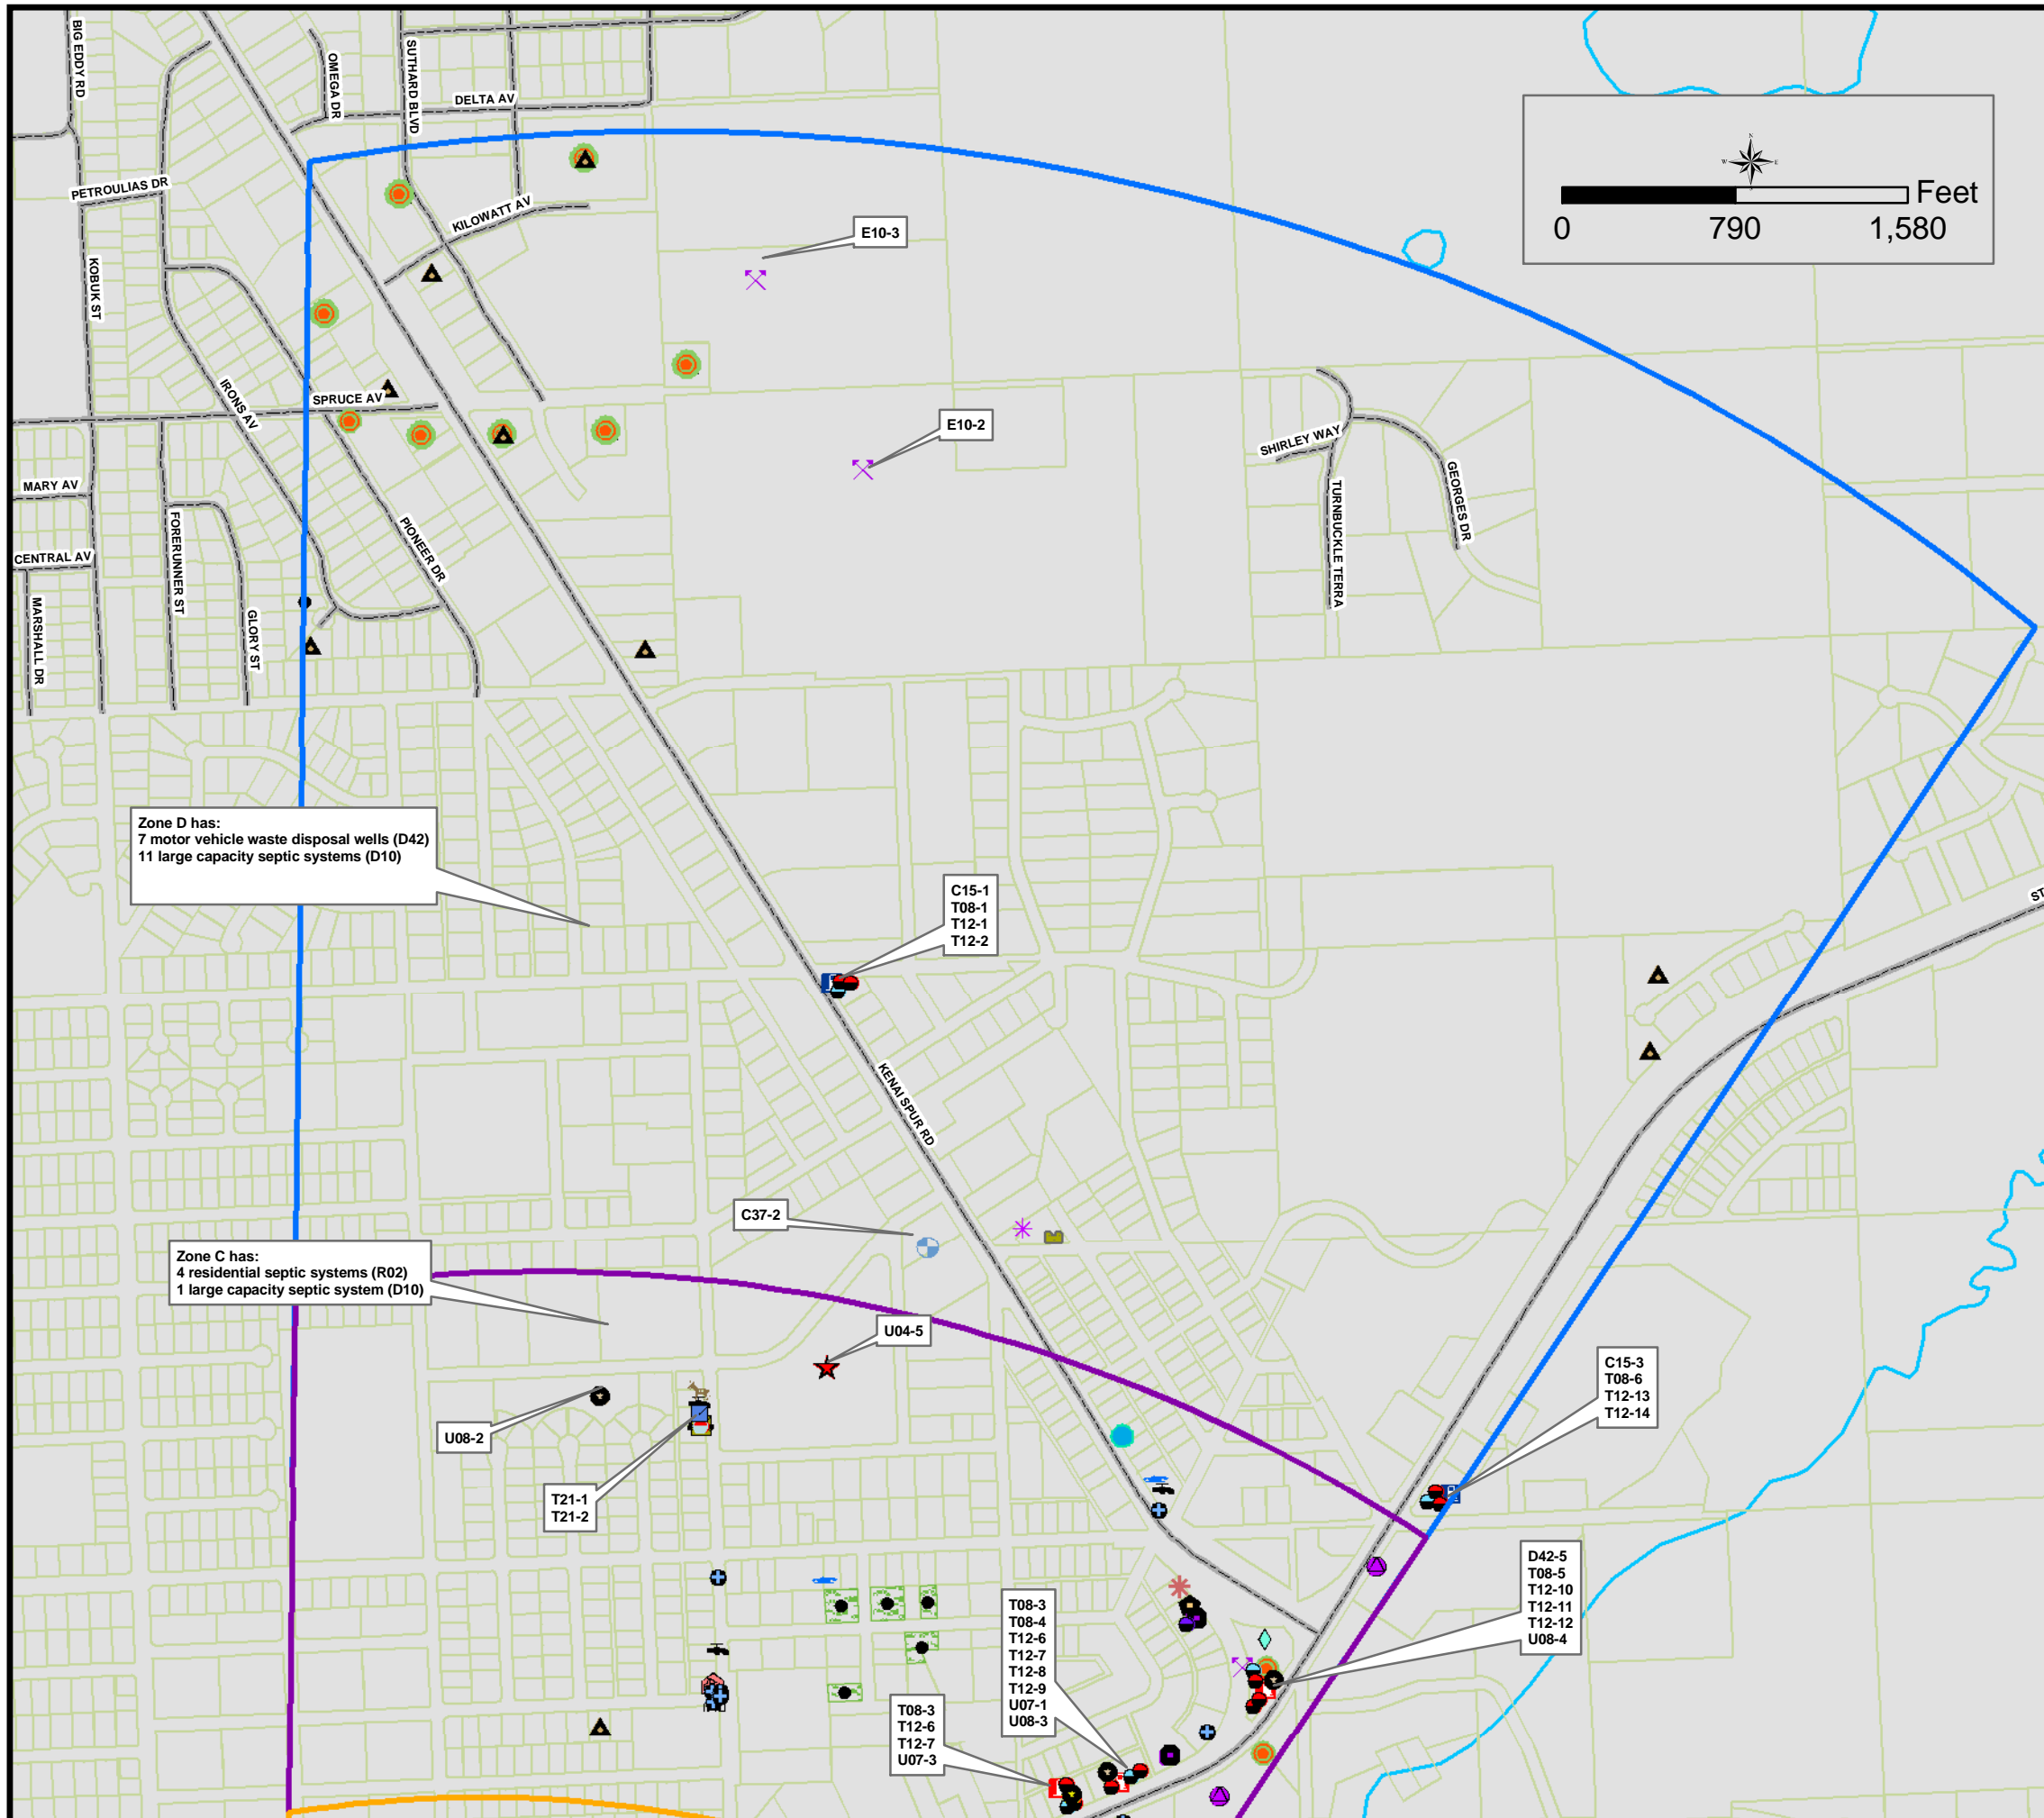 BIG EDDY RD
OMEGA DR
SUTHARD BLVD
DELTA AV
N
W
E
Feet
0 790 1,580
PETROULIAS DR
KILOWATT AV
E10-3
KOBUK ST
IRONS AV
SPRUCE AV
E10-2
SHIRLEY WAY
GEORGES DR
TURNBUCKLE TERRA
MARY AV
FORERUNNER ST
PIONEER DR
CENTRAL AV
MARSHALL DR
GLORY ST
Zone D has:
7 motor vehicle waste disposal wells (D42)
11 large capacity septic systems (D10)
C15-1
T08-1
T12-1
T12-2
ST
KENAI SPUR RD
C37-2
Zone C has:
4 residential septic systems (R02)
1 large capacity septic system (D10)
U04-5
C15-3
T08-6
T12-13
T12-14
U08-2
T21-1
T21-2
D42-5
T08-5
T12-10
T12-11
T12-12
U08-4
T08-3
T08-4
T12-6
T12-7
T12-8
T12-9
U07-1
U08-3
T08-3
T12-6
T12-7
U07-3